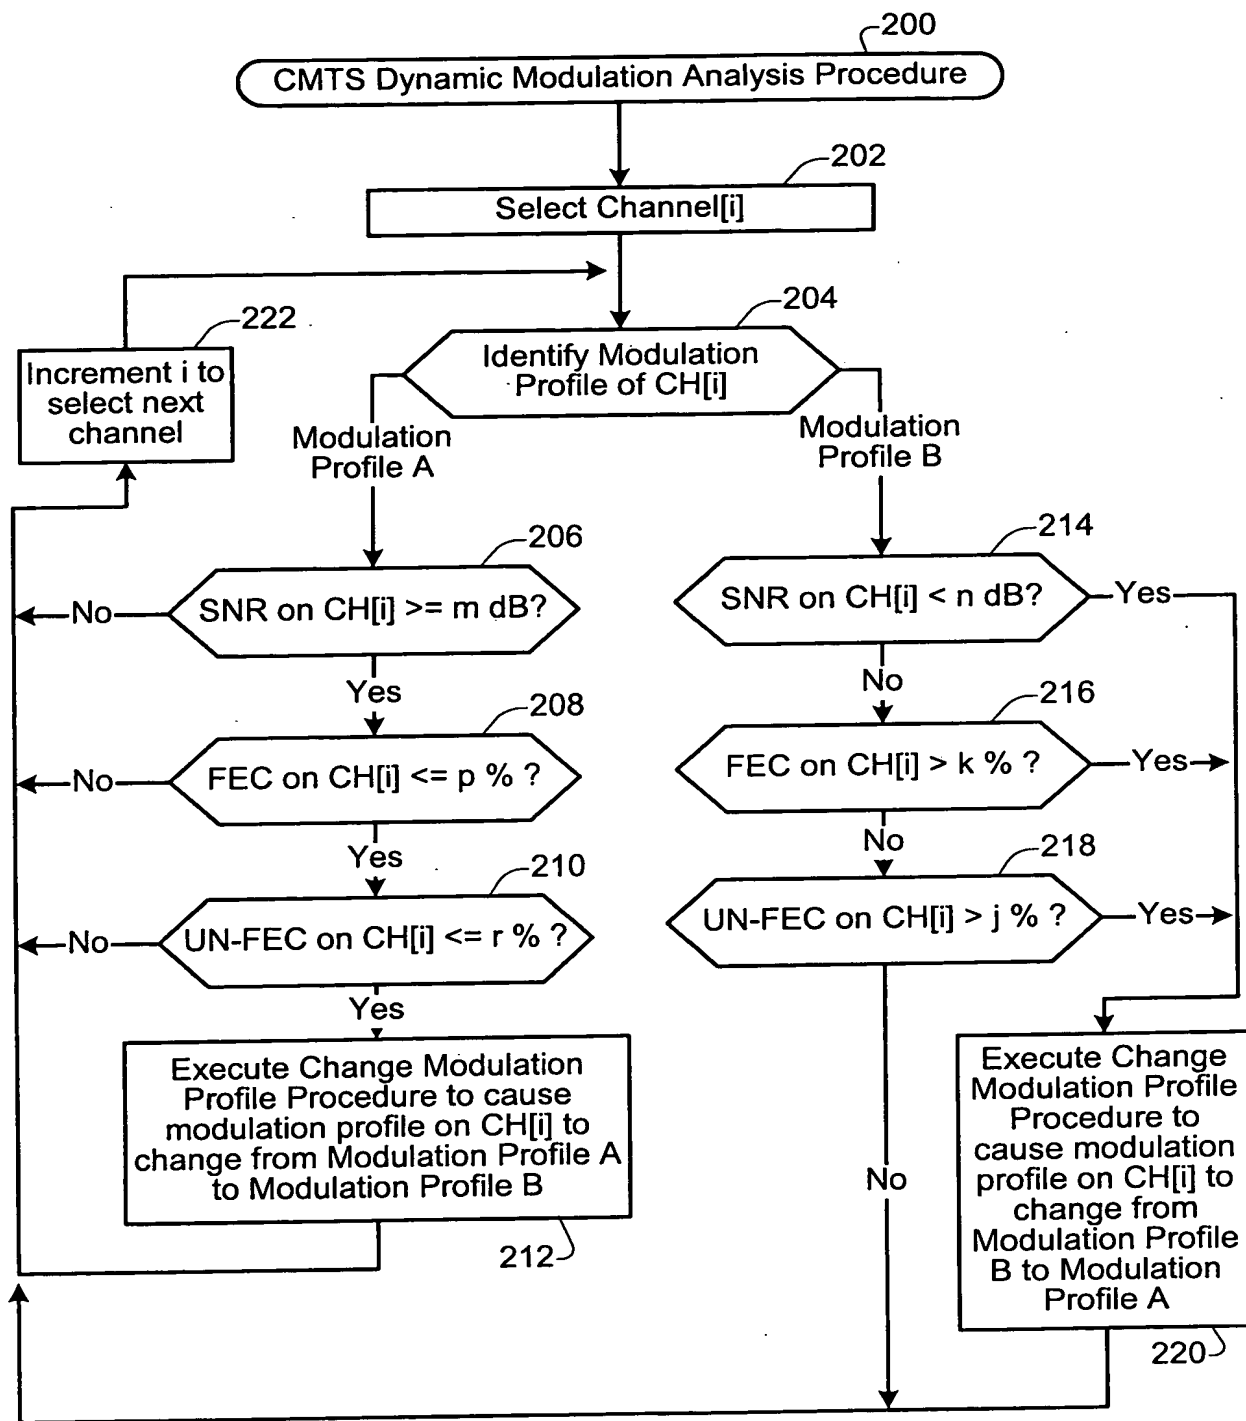 200
CMTS Dynamic Modulation Analysis Procedure
202
Select Channel[i]
204
Identify Modulation
Profile of CH[i]
222
Increment i to
select next
channel
Modulation
Profile A
Modulation
Profile B
206
SNR on CH[i] >= m dB?
No
Yes
214
SNR on CH[i] < n dB?
Yes
No
208
FEC on CH[i] <= p % ?
No
Yes
216
FEC on CH[i] > k % ?
Yes
No
210
UN-FEC on CH[i] <= r % ?
No
Yes
218
UN-FEC on CH[i] > j % ?
Yes
No
Execute Change Modulation
Profile Procedure to cause
modulation profile on CH[i] to
change from Modulation Profile A
to Modulation Profile B
212
Execute Change
Modulation Profile
Procedure to
cause modulation
profile on CH[i] to
change from
Modulation Profile
B to Modulation
Profile A
220